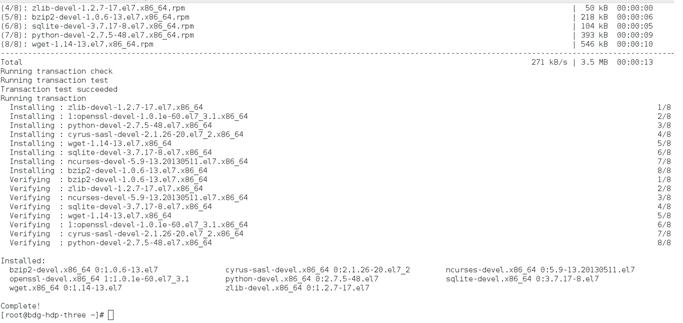 (4/8): zlib-devel-1.2.7-17.el7.x86_64.rpm | 50 kB 00:00:00
(5/8): bzip2-devel-1.0.6-13.el7.x86_64.rpm | 218 kB 00:00:06
(6/8): sqlite-devel-3.7.17-8.el7.x86_64.rpm | 104 kB 00:00:05
(7/8): python-devel-2.7.5-48.el7.x86_64.rpm | 393 kB 00:00:09
(8/8): wget-1.14-13.el7.x86_64.rpm | 546 kB 00:00:10
Total 271 kB/s | 3.5 MB 00:00:13
Running transaction check
Running transaction test
Transaction test succeeded
Running transaction
Installing : zlib-devel-1.2.7-17.el7.x86_64 1/8
Installing : 1:openssl-devel-1.0.1e-60.el7_3.1.x86_64 2/8
Installing : python-devel-2.7.5-48.el7.x86_64 3/8
Installing : cyrus-sasl-devel-2.1.26-20.el7_2.x86_64 4/8
Installing : wget-1.14-13.el7.x86_64 5/8
Installing : sqlite-devel-3.7.17-8.el7.x86_64 6/8
Installing : ncurses-devel-5.9-13.20130511.el7.x86_64 7/8
Installing : bzip2-devel-1.0.6-13.el7.x86_64 8/8
Verifying : bzip2-devel-1.0.6-13.el7.x86_64 1/8
Verifying : zlib-devel-1.2.7-17.el7.x86_64 2/8
Verifying : ncurses-devel-5.9-13.20130511.el7.x86_64 3/8
Verifying : sqlite-devel-3.7.17-8.el7.x86_64 4/8
Verifying : wget-1.14-13.el7.x86_64 5/8
Verifying : 1:openssl-devel-1.0.1e-60.el7_3.1.x86_64 6/8
Verifying : cyrus-sasl-devel-2.1.26-20.el7_2.x86_64 7/8
Verifying : python-devel-2.7.5-48.el7.x86_64 8/8
Installed:
bzip2-devel.x86_64 0:1.0.6-13.el7 cyrus-sasl-devel.x86_64 0:2.1.26-20.el7_2 ncurses-devel.x86_64 0:5.9-13.20130511.el7
openssl-devel.x86_64 1:1.0.1e-60.el7_3.1 python-devel.x86_64 0:2.7.5-48.el7 sqlite-devel.x86_64 0:3.7.17-8.el7
wget.x86_64 0:1.14-13.el7 zlib-devel.x86_64 0:1.2.7-17.el7
Complete!
[root@bdg-hdp-three ~]#